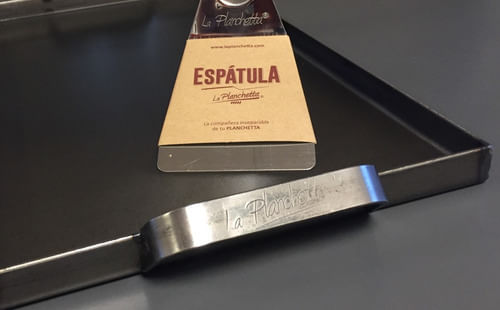 La Planchetta®
www.laplanchetta.com
ESPÁTULA
La Planchetta®
La compañera inseparable
de tu PLANCHETTA
La Planchetta